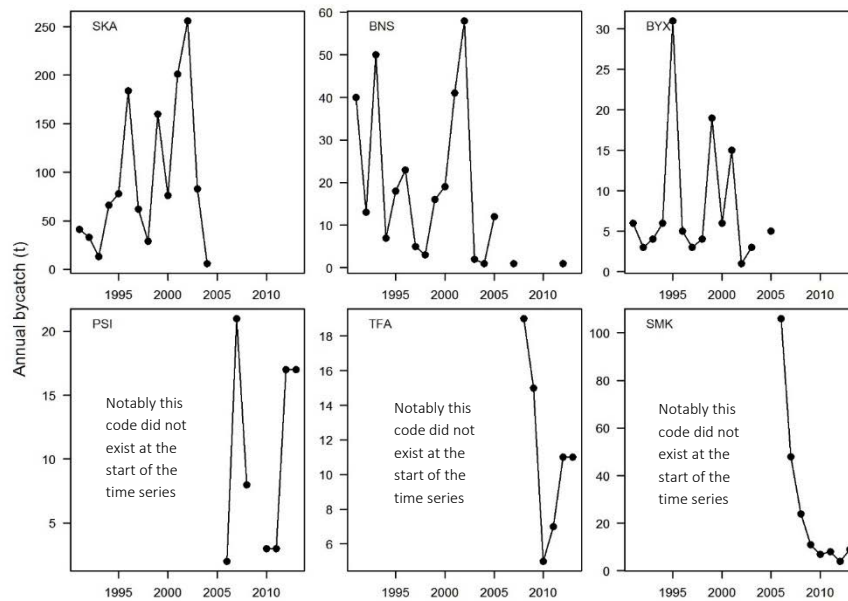 Annual bycatch (t)
SKA
250
200
150
100
50
0
1995 2000 2005 2010
BNS
60
50
40
30
20
10
0
1995 2000 2005 2010
BYX
30
25
20
15
10
5
0
1995 2000 2005 2010
PSI
20
15
10
5
Notably this
code did not
exist at the
start of the
time series
1995 2000 2005 2010
TFA
18
16
14
12
10
8
6
Notably this
code did not
exist at the
start of the
time series
1995 2000 2005 2010
SMK
100
80
60
40
20
0
Notably this
code did not
exist at the
start of the
time series
1995 2000 2005 2010